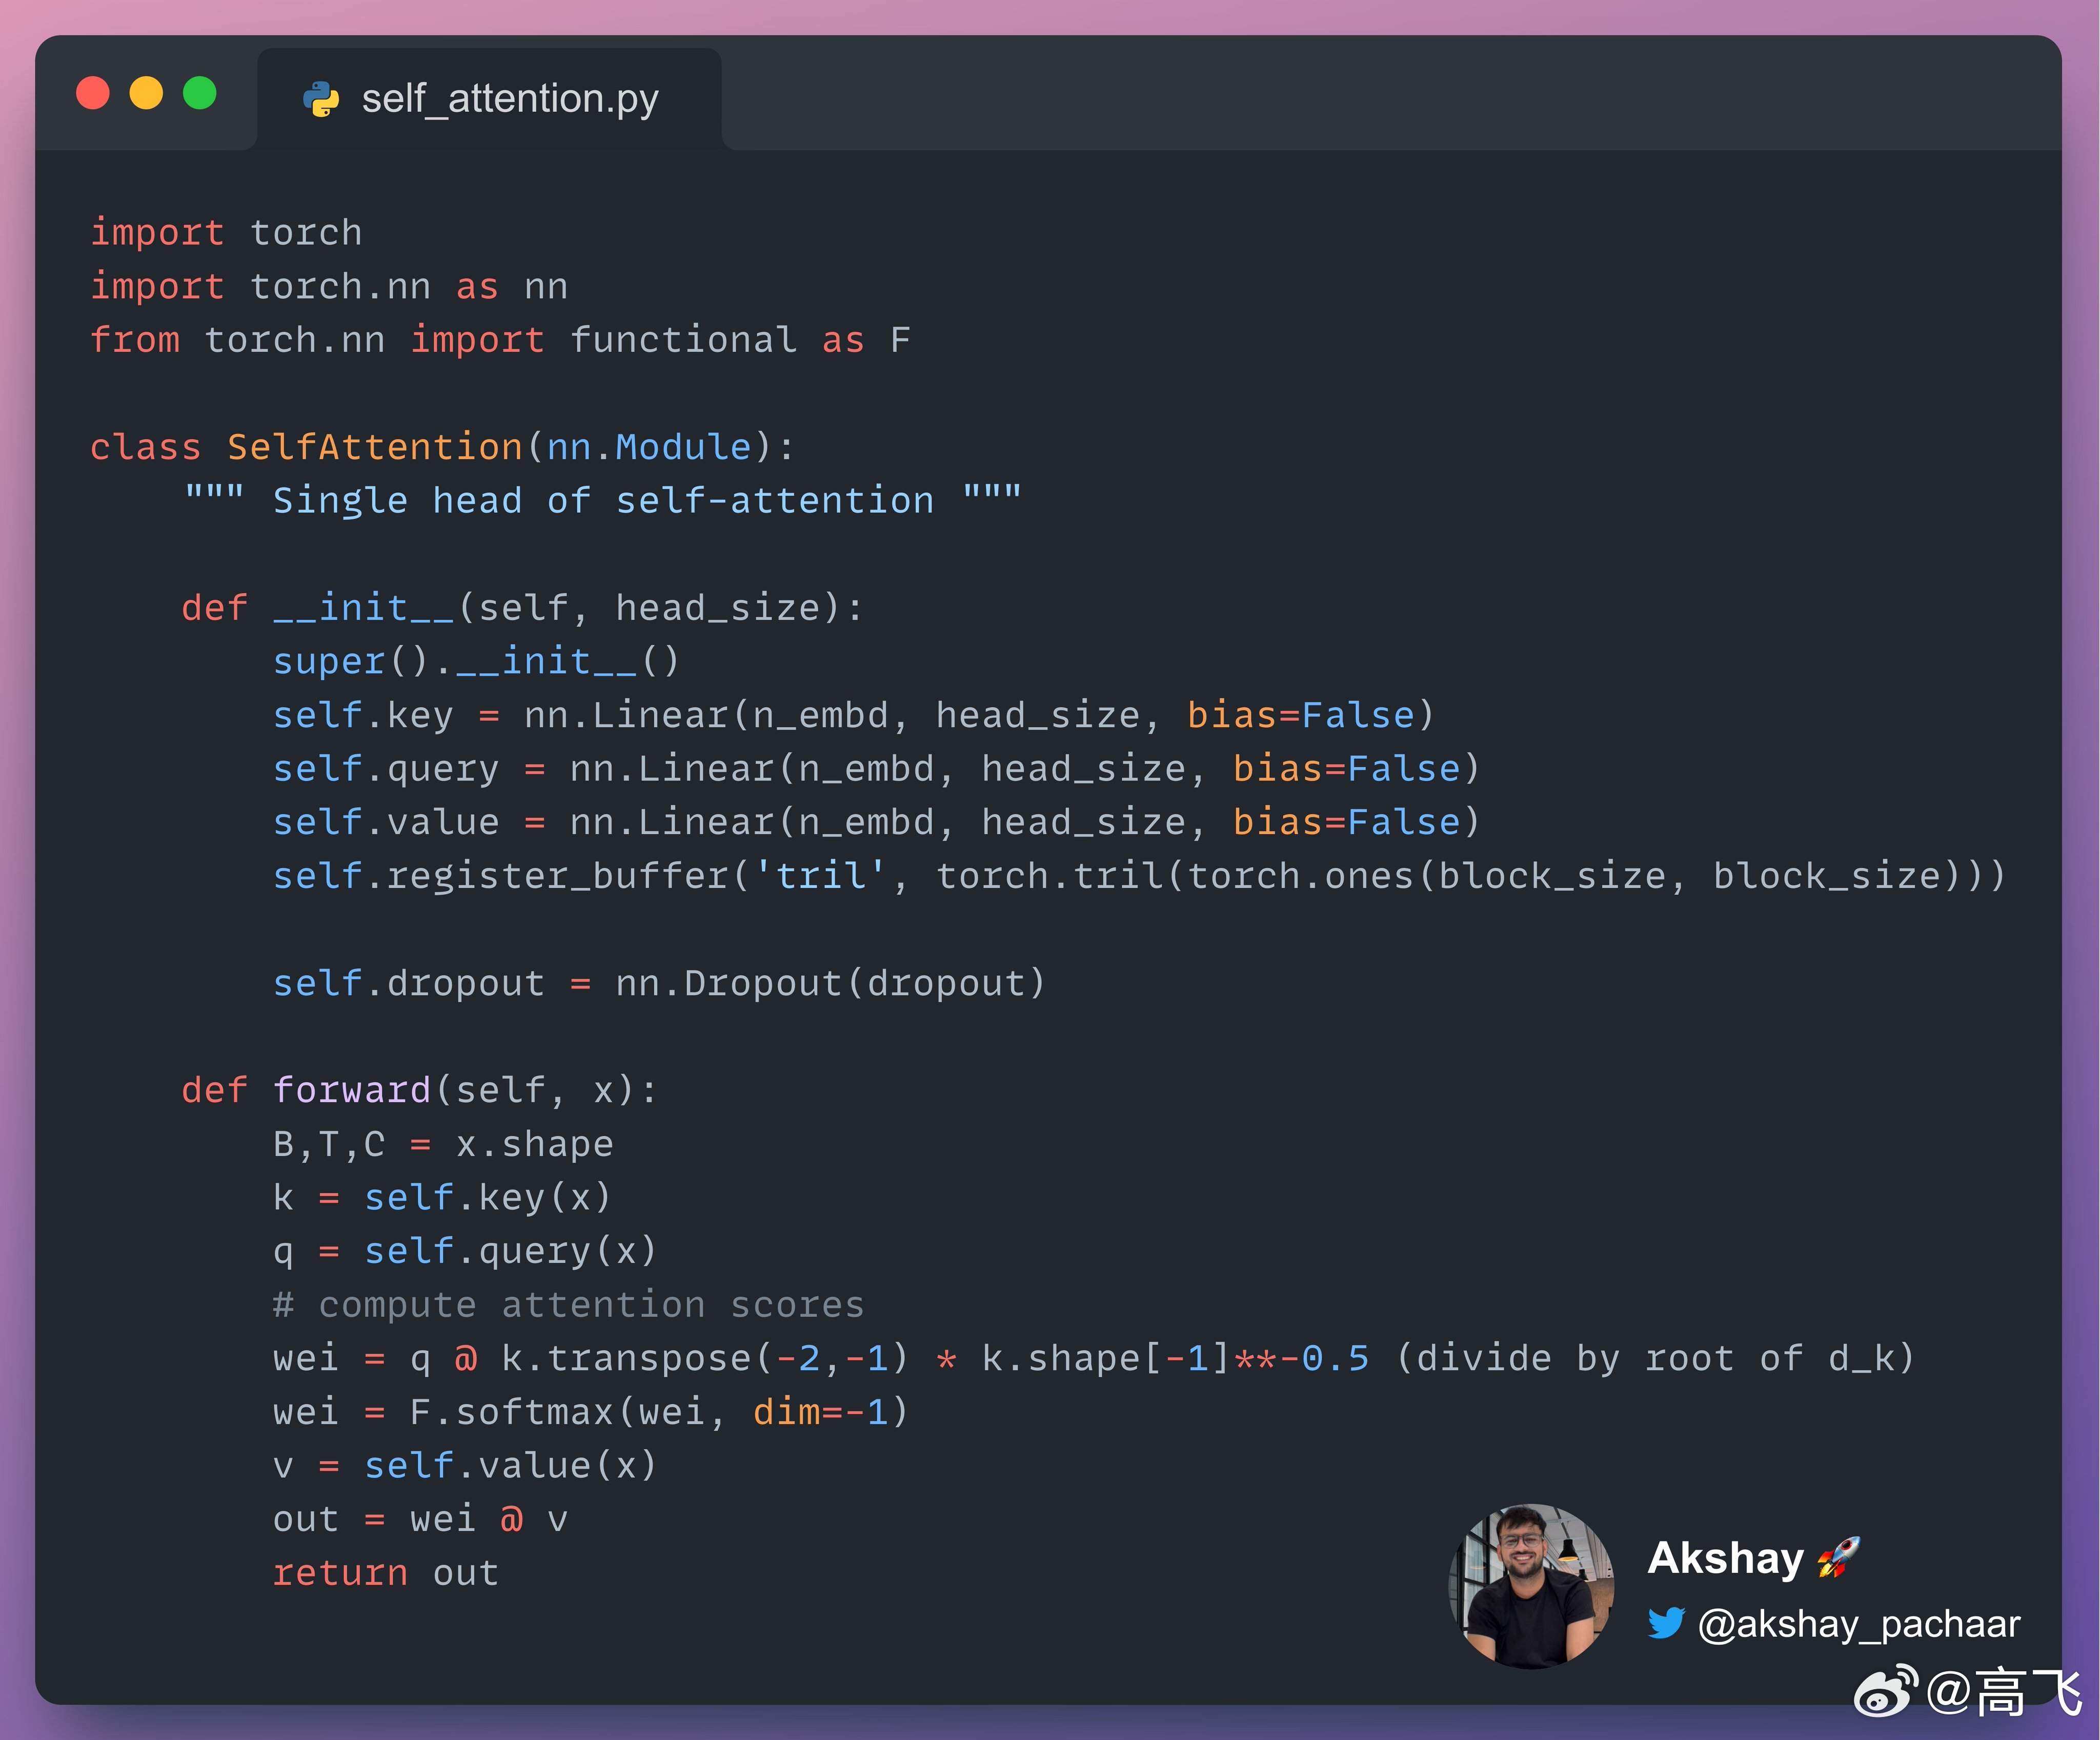 self_attention.py
import torch
import torch.nn as nn
from torch.nn import functional as F
class SelfAttention(nn.Module):
    """ Single head of self-attention """
    def __init__(self, head_size):
        super().__init__()
        self.key = nn.Linear(n_embd, head_size, bias=False)
        self.query = nn.Linear(n_embd, head_size, bias=False)
        self.value = nn.Linear(n_embd, head_size, bias=False)
        self.register_buffer('tril', torch.tril(torch.ones(block_size, block_size)))
        self.dropout = nn.Dropout(dropout)
    def forward(self, x):
        B,T,C = x.shape
        k = self.key(x)
        q = self.query(x)
        # compute attention scores
        wei = q @ k.transpose(-2,-1) * k.shape[-1]**-0.5 (divide by root of d_k)
        wei = F.softmax(wei, dim=-1)
        v = self.value(x)
        out = wei @ v
        return out
Akshay 🚀
@akshay_pachaar
@高飞